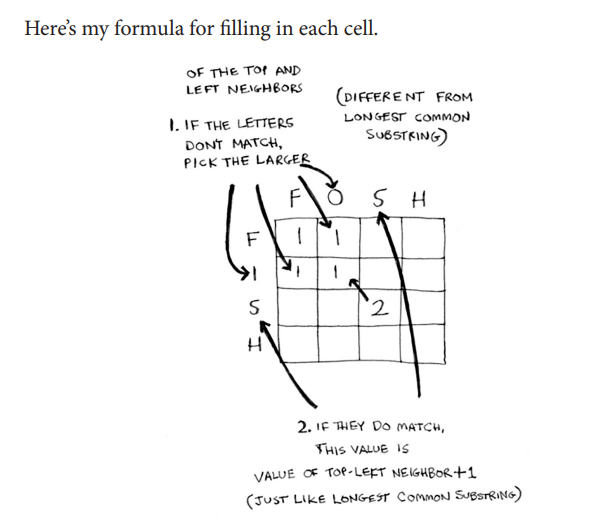 Here's my formula for filling in each cell.
OF THE TOP AND
LEFT NEIGHBORS
(DIFFERENT FROM
LONGEST COMMON
SUBSTRING)
1. IF THE LETTERS
DON'T MATCH,
PICK THE LARGER
F O S H
F 1 1
I 1 1
S 2
H
2. IF THEY DO MATCH,
THIS VALUE IS
VALUE OF TOP-LEFT NEIGHBOR+1
(JUST LIKE LONGEST COMMON SUBSTRING)